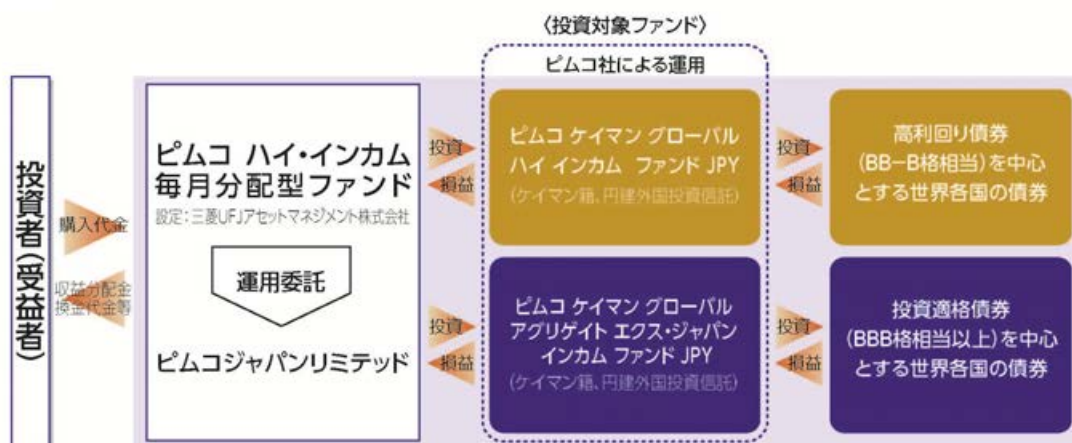 〈投資対象ファンド〉
ピムコ社による運用
投資者(受益者)
購入代金
収益分配金
換金代金等
ピムコ ハイ・インカム
毎月分配型ファンド
設定:三菱UFJアセットマネジメント株式会社
運用委託
ピムコジャパンリミテッド
投資
損益
ピムコ ケイマン グローバル
ハイ インカム ファンド JPY
(ケイマン籍、円建外国投資信託)
投資
損益
高利回り債券
(BB-B格相当)を中心
とする世界各国の債券
投資
損益
ピムコ ケイマン グローバル
アグリゲイト エクス・ジャパン
インカム ファンド JPY
(ケイマン籍、円建外国投資信託)
投資
損益
投資適格債券
(BBB格相当以上)を中心
とする世界各国の債券